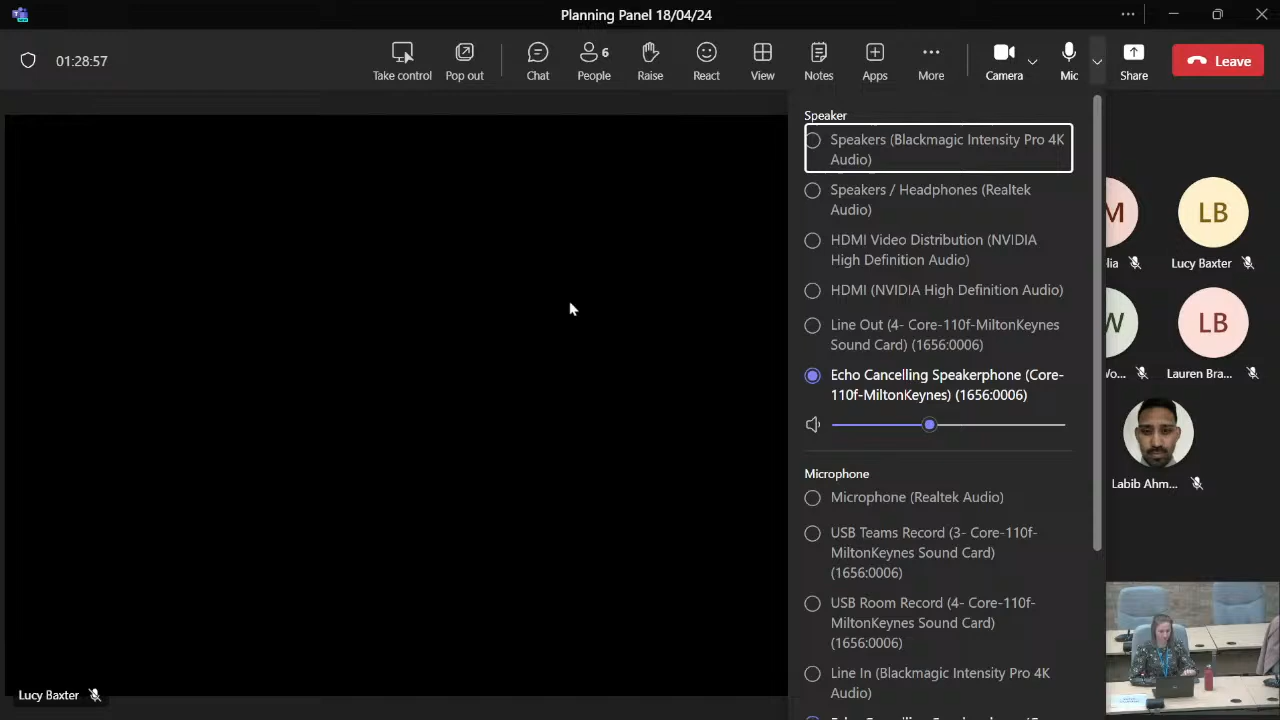 Planning Panel 18/04/24
01:28:57
Take control
Pop out
Chat
People
6
Raise
React
View
Notes
Apps
More
Camera
Mic
Share
Leave
Speaker
Speakers (Blackmagic Intensity Pro 4K
Audio)
Speakers / Headphones (Realtek
Audio)
HDMI Video Distribution (NVIDIA
High Definition Audio)
HDMI (NVIDIA High Definition Audio)
Line Out (4- Core-110f-MiltonKeynes
Sound Card) (1656:0006)
Echo Cancelling Speakerphone (Core-
110f-MiltonKeynes) (1656:0006)
Microphone
Microphone (Realtek Audio)
USB Teams Record (3- Core-110f-
MiltonKeynes Sound Card)
(1656:0006)
USB Room Record (4- Core-110f-
MiltonKeynes Sound Card)
(1656:0006)
Line In (Blackmagic Intensity Pro 4K
Audio)
M
LB
lia
Lucy Baxter
W
LB
Vo...
Lauren Bra...
Labib Ahm...
Lucy Baxter